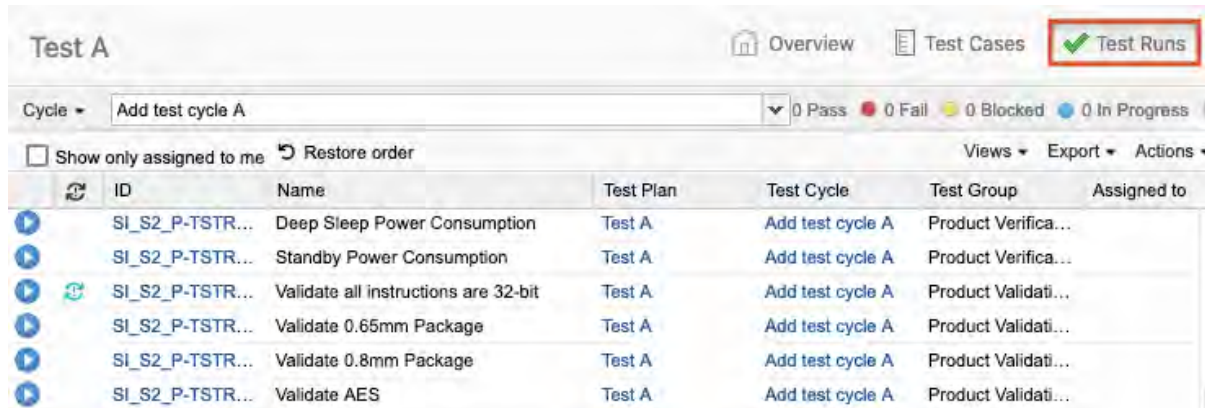 Test A Overview Test Cases Test Runs
Cycle Add test cycle A 0 Pass 0 Fail 0 Blocked 0 In Progress
Show only assigned to me Restore order Views Export Actions
ID Name Test Plan Test Cycle Test Group Assigned to
SI_S2_P-TSTR... Deep Sleep Power Consumption Test A Add test cycle A Product Verifica...
SI_S2_P-TSTR... Standby Power Consumption Test A Add test cycle A Product Verifica...
SI_S2_P-TSTR... Validate all instructions are 32-bit Test A Add test cycle A Product Validati...
SI_S2_P-TSTR... Validate 0.65mm Package Test A Add test cycle A Product Validati...
SI_S2_P-TSTR... Validate 0.8mm Package Test A Add test cycle A Product Validati...
SI_S2_P-TSTR... Validate AES Test A Add test cycle A Product Validati...